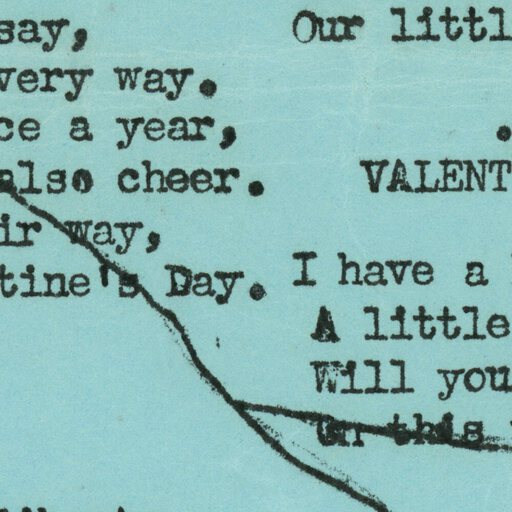 say,
very way.
ce a year,
also cheer.
ir way,
tine's Day.
Our littl
VALENT
I have a
A little
Will you
On this